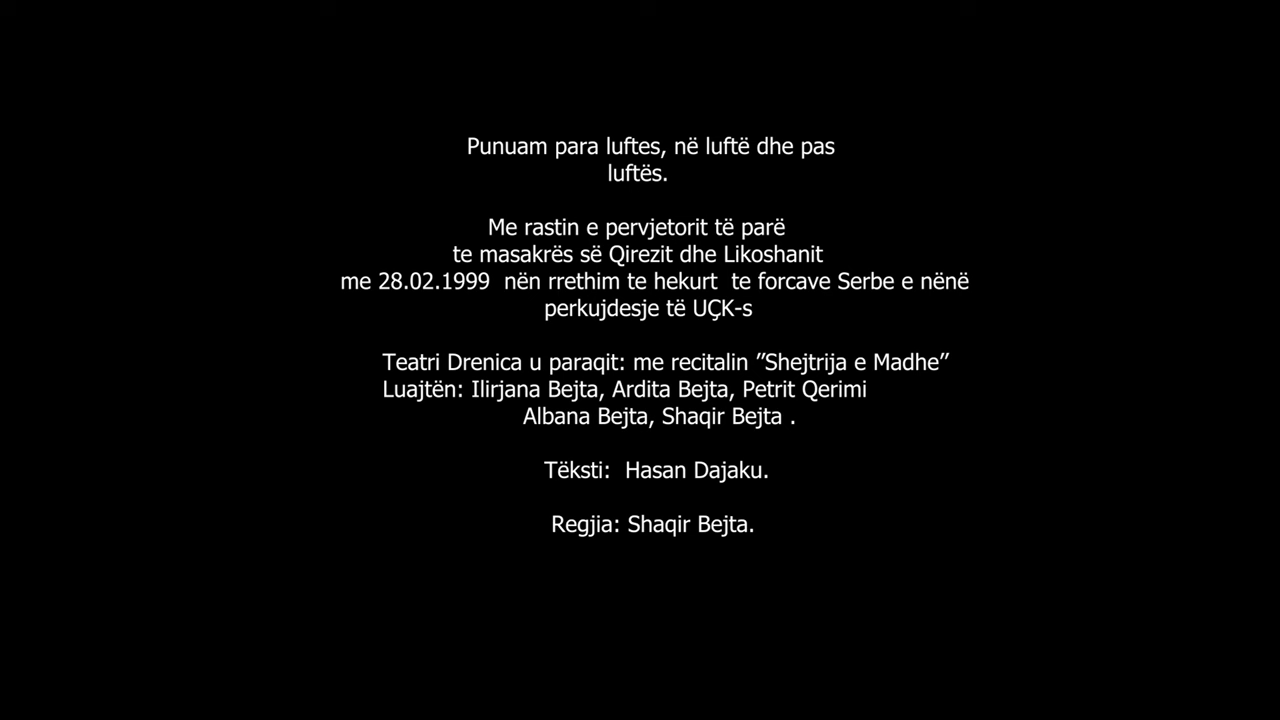 Punuam para luftes, në luftë dhe pas
luftës.
Me rastin e pervjetorit të parë
te masakrës së Qirezit dhe Likoshanit
me 28.02.1999 nën rrethim te hekurt te forcave Serbe e nënë
perkujdesje të UÇK-s
Teatri Drenica u paraqit: me recitalin ”Shejtrija e Madhe”
Luajtën: Ilirjana Bejta, Ardita Bejta, Petrit Qerimi
Albana Bejta, Shaqir Bejta .
Tëksti: Hasan Dajaku.
Regjia: Shaqir Bejta.